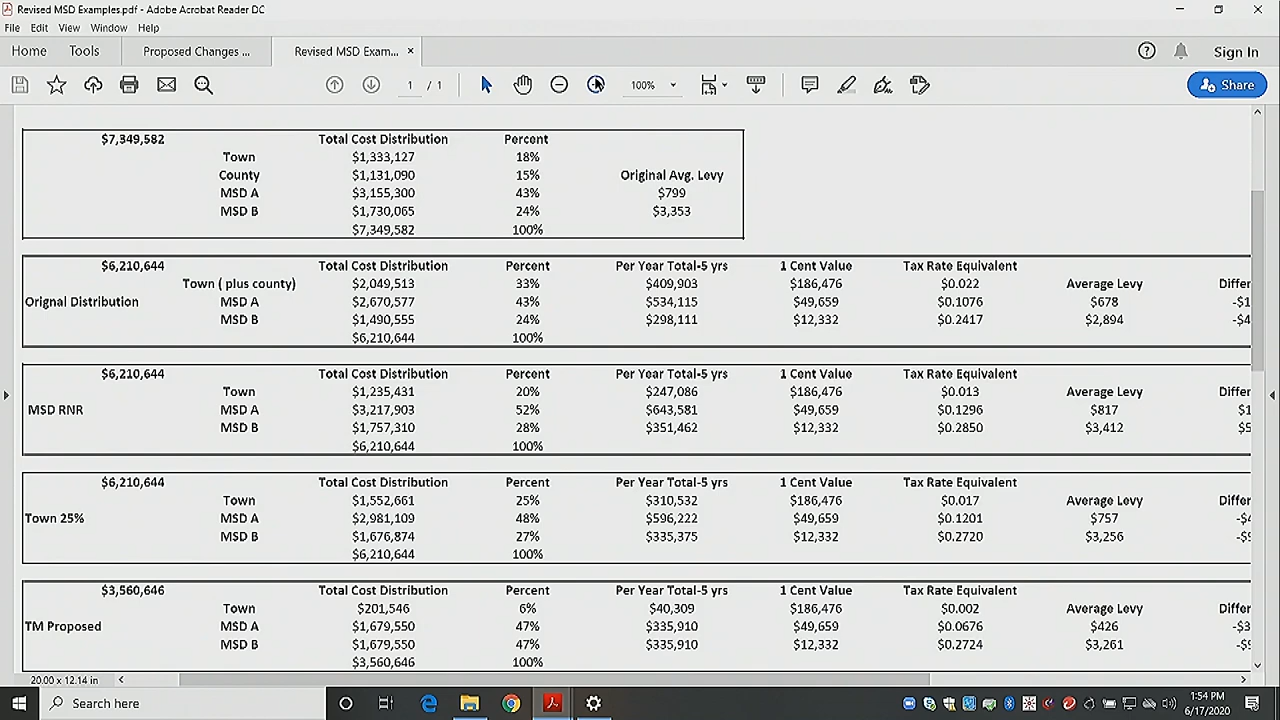 Revised MSD Examples.pdf - Adobe Acrobat Reader DC
File Edit View Window Help
Home Tools Proposed Changes ... Revised MSD Exam... × Sign In
1 / 1 100% Share
$7,349,582 Total Cost Distribution Percent
Town $1,333,127 18%
County $1,131,090 15% Original Avg. Levy
MSD A $3,155,300 43% $799
MSD B $1,730,065 24% $3,353
$7,349,582 100%
$6,210,644 Total Cost Distribution Percent Per Year Total-5 yrs 1 Cent Value Tax Rate Equivalent
Town ( plus county) $2,049,513 33% $409,903 $186,476 $0.022 Average Levy Differ
Orignal Distribution MSD A $2,670,577 43% $534,115 $49,659 $0.1076 $678 -$1
MSD B $1,490,555 24% $298,111 $12,332 $0.2417 $2,894 -$4
$6,210,644 100%
$6,210,644 Total Cost Distribution Percent Per Year Total-5 yrs 1 Cent Value Tax Rate Equivalent
Town $1,235,431 20% $247,086 $186,476 $0.013 Average Levy Differ
MSD RNR MSD A $3,217,903 52% $643,581 $49,659 $0.1296 $817 $1
MSD B $1,757,310 28% $351,462 $12,332 $0.2850 $3,412 $5
$6,210,644 100%
$6,210,644 Total Cost Distribution Percent Per Year Total-5 yrs 1 Cent Value Tax Rate Equivalent
Town $1,552,661 25% $310,532 $186,476 $0.017 Average Levy Differ
Town 25% MSD A $2,981,109 48% $596,222 $49,659 $0.1201 $757 -$4
MSD B $1,676,874 27% $335,375 $12,332 $0.2720 $3,256 -$9
$6,210,644 100%
$3,560,646 Total Cost Distribution Percent Per Year Total-5 yrs 1 Cent Value Tax Rate Equivalent
Town $201,546 6% $40,309 $186,476 $0.002 Average Levy Differ
TM Proposed MSD A $1,679,550 47% $335,910 $49,659 $0.0676 $426 -$3
MSD B $1,679,550 47% $335,910 $12,332 $0.2724 $3,261 -$9
$3,560,646 100%
20.00 x 12.14 in
Search here 1:54 PM
6/17/2020